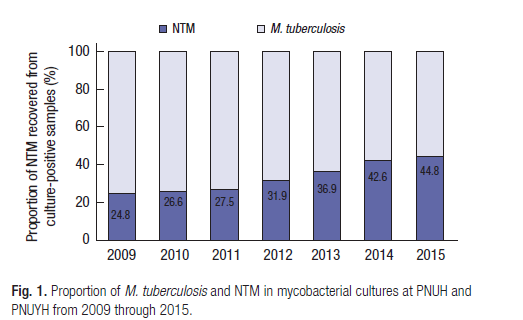 NTM M. tuberculosis
Proportion of NTM recovered from
culture-positive samples (%)
100
80
60
40
20
0
24.8 26.6 27.5 31.9 36.9 42.6 44.8
2009 2010 2011 2012 2013 2014 2015
Fig. 1. Proportion of M. tuberculosis and NTM in mycobacterial cultures at PNUH and
PNUYH from 2009 through 2015.